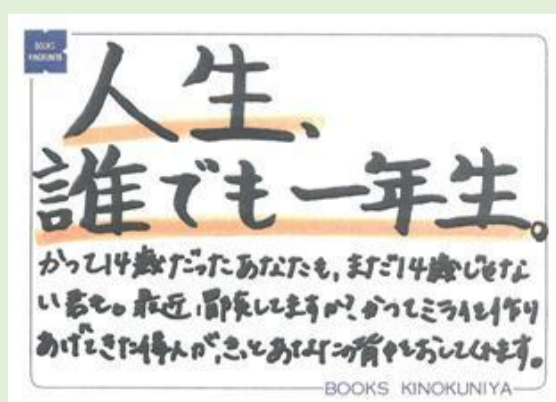 BOOKS
KINOKUNIYA
人生、
誰でも一年生。
かつて14歳だったあなたも、まだ14歳じゃな
い君も。最近、冒険してますか？かつてミライを作り
あげてきた偉人が、きっとあなたの背中をおしてくれます。
BOOKS KINOKUNIYA